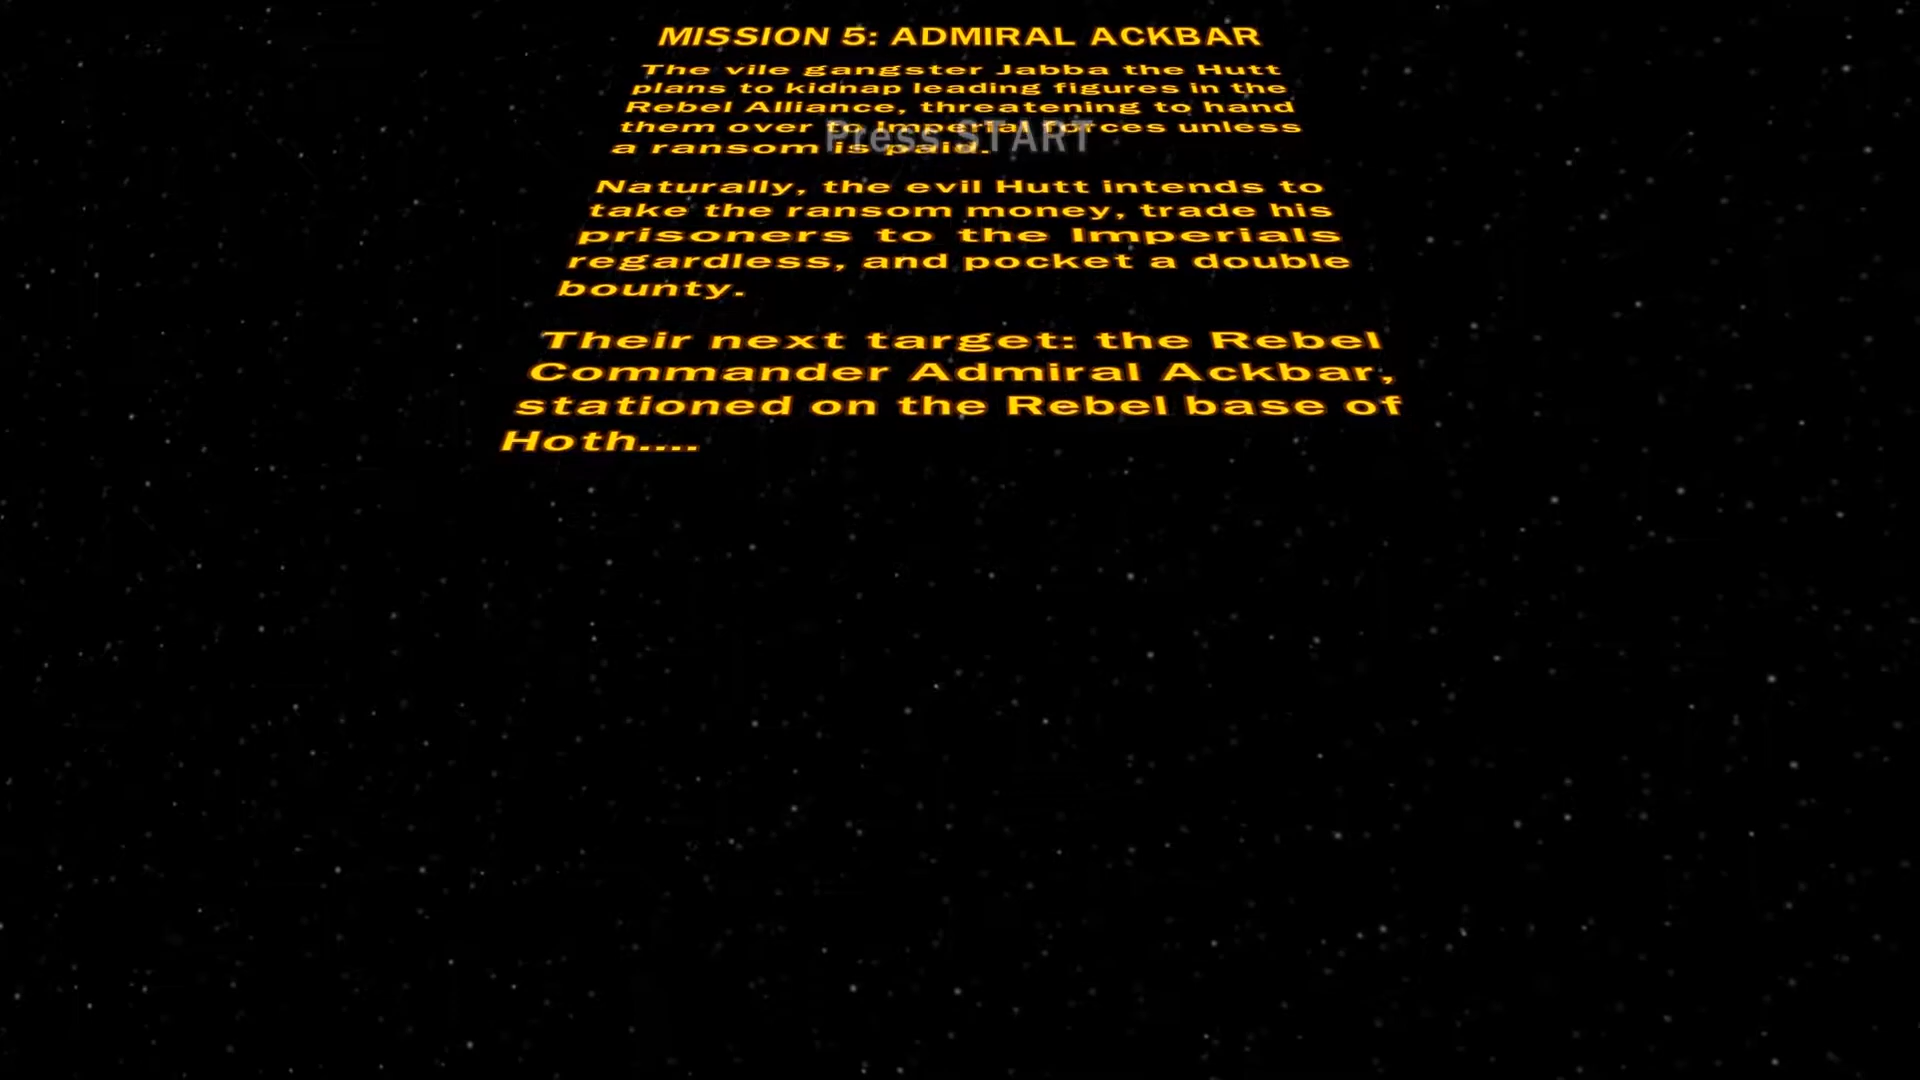 MISSION 5: ADMIRAL ACKBAR
The vile gangster Jabba the Hutt
plans to kidnap leading figures in the
Rebel Alliance, threatening to hand
them over to Imperial forces unless
a ransom is paid.
Press START
Naturally, the evil Hutt intends to
take the ransom money, trade his
prisoners to the Imperials
regardless, and pocket a double
bounty.
Their next target: the Rebel
Commander Admiral Ackbar,
stationed on the Rebel base of
Hoth....